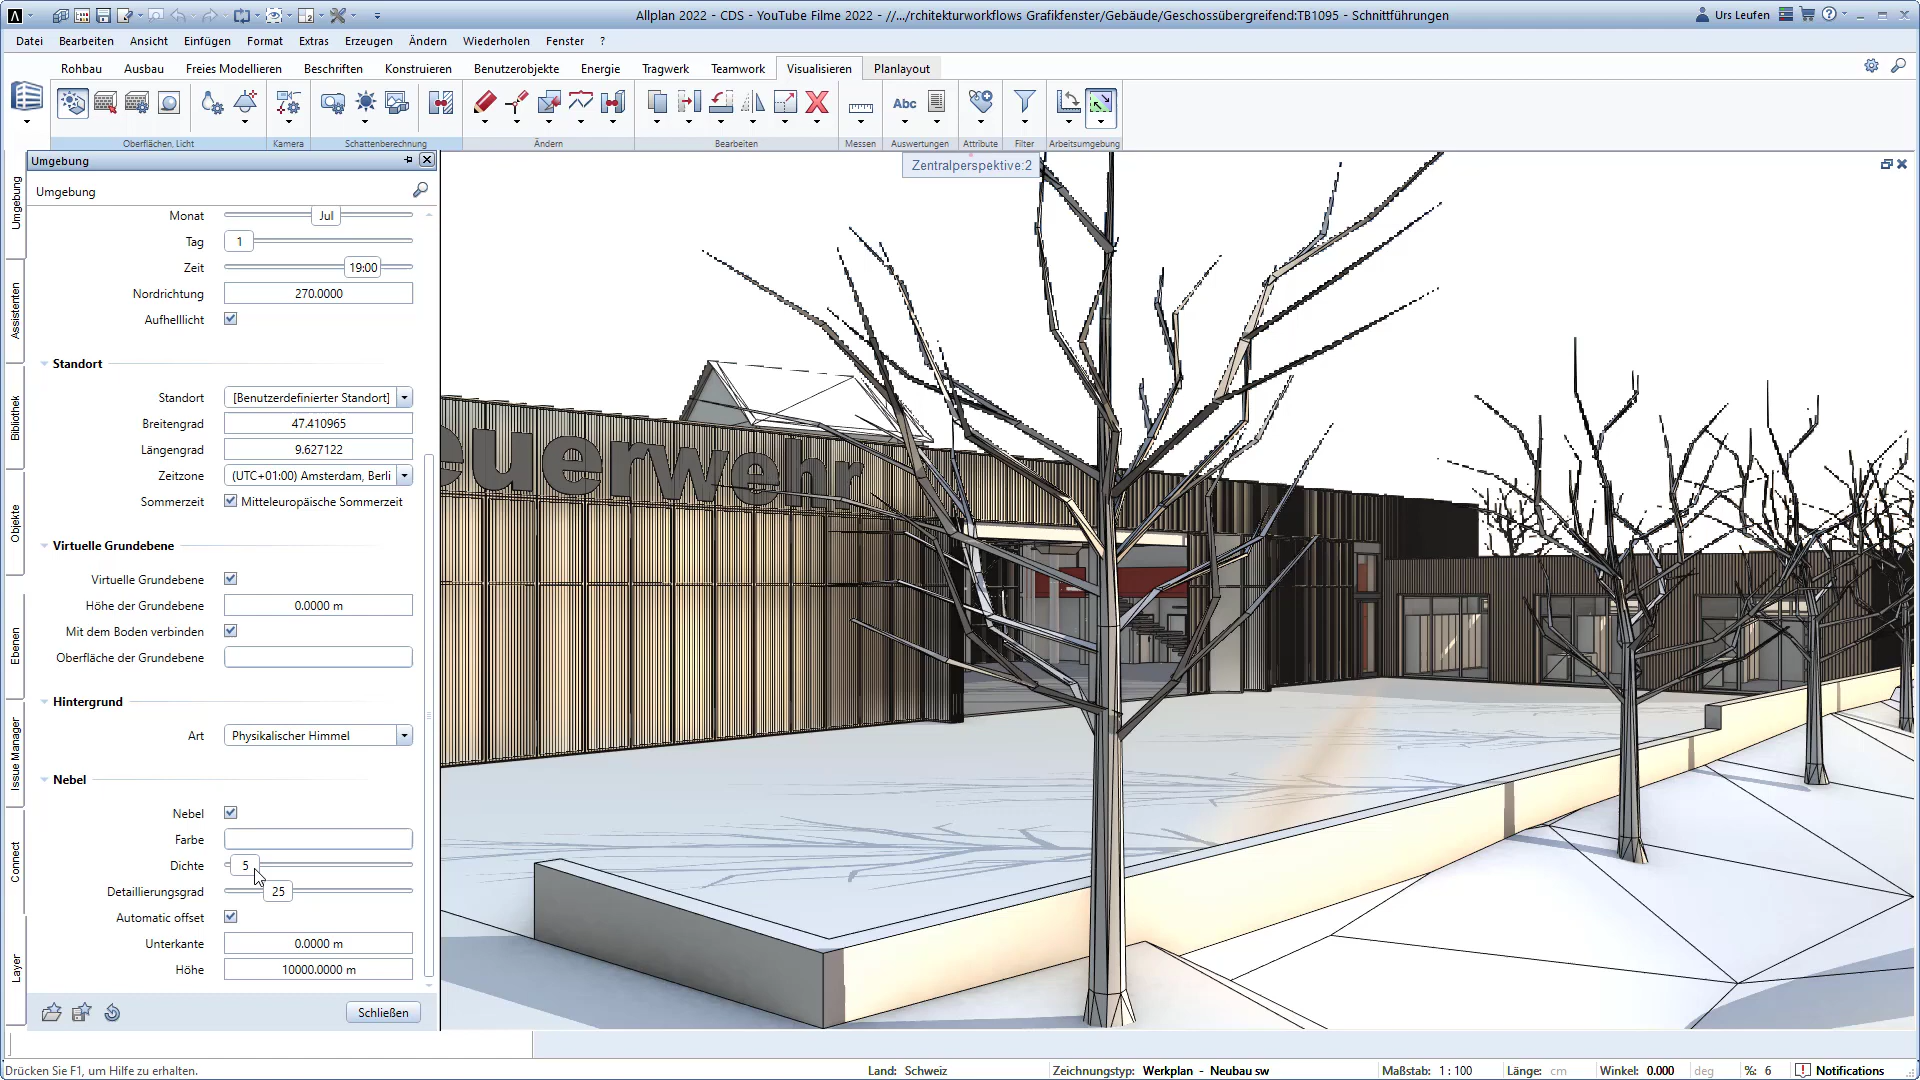 Allplan 2022 - CDS - YouTube Filme 2022 - //.../rchitekturworkflows Grafikfenster/Gebäude/Geschossübergreifend:TB1095 - Schnittführungen
Urs Leufen
Datei Bearbeiten Ansicht Einfügen Format Extras Erzeugen Ändern Wiederholen Fenster ?
Rohbau Ausbau Freies Modellieren Beschriften Konstruieren Benutzerobjekte Energie Tragwerk Teamwork Visualisieren Planlayout
Abc
Oberflächen, Licht Kamera Schattenberechnung Ändern Bearbeiten Messen Auswertungen Attribute Filter Arbeitsumgebung
Umgebung
Zentralperspektive:2
Umgebung
Umgebung
Assistenten
Bibliothek
Objekte
Ebenen
Issue Manager
Connect
Layer
Monat Jul
Tag 1
Zeit 19:00
Nordrichtung 270.0000
Aufhelllicht
Standort
Standort [Benutzerdefinierter Standort]
Breitengrad 47.410965
Längengrad 9.627122
Zeitzone (UTC+01:00) Amsterdam, Berli
Sommerzeit Mitteleuropäische Sommerzeit
Virtuelle Grundebene
Virtuelle Grundebene
Höhe der Grundebene 0.0000 m
Mit dem Boden verbinden
Oberfläche der Grundebene
Hintergrund
Art Physikalischer Himmel
Nebel
Nebel
Farbe
Dichte 5
Detaillierungsgrad 25
Automatic offset
Unterkante 0.0000 m
Höhe 10000.0000 m
Schließen
euerwehr
Drücken Sie F1, um Hilfe zu erhalten.
Land: Schweiz Zeichnungstyp: Werkplan - Neubau sw Maßstab: 1 : 100 Länge: cm Winkel: 0.000 deg %: 6 Notifications